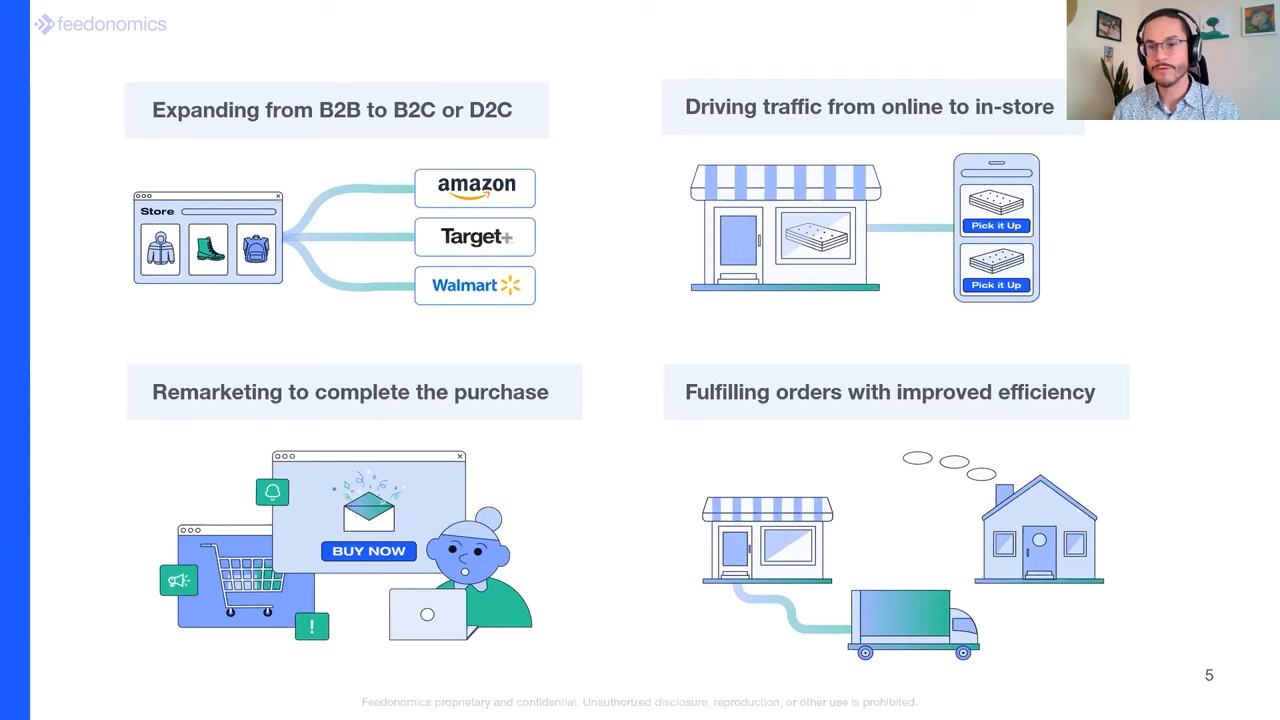 feedonomics
Expanding from B2B to B2C or D2C
Driving traffic from online to in-store
Store
amazon
Target+
Walmart
Pick it Up
Pick it Up
Remarketing to complete the purchase
Fulfilling orders with improved efficiency
BUY NOW
!
5
Feedonomics proprietary and confidential. Unauthorized disclosure, reproduction, or other use is prohibited.